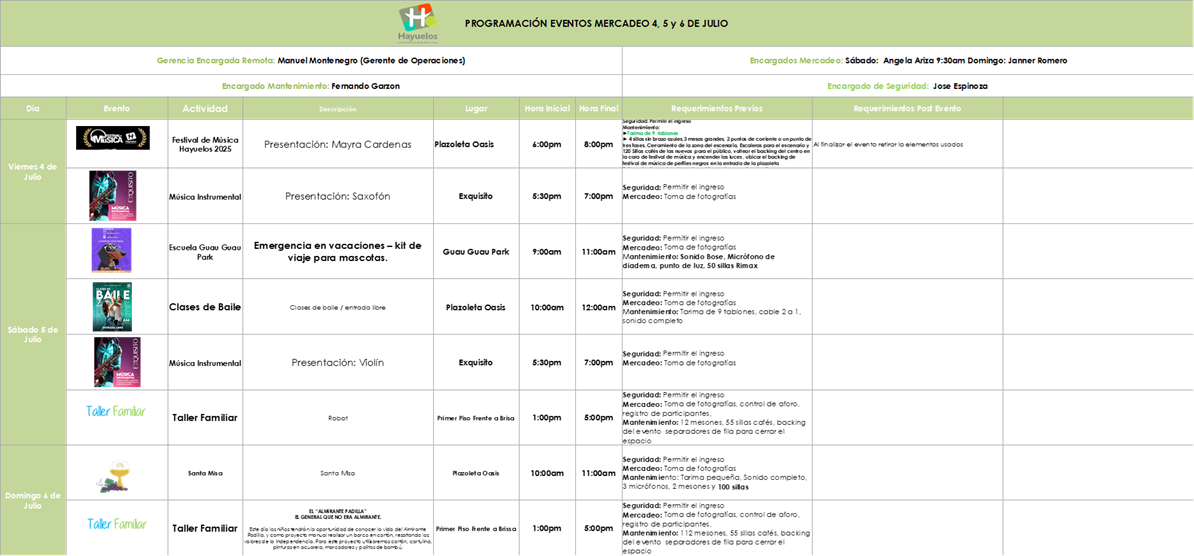 Hayuelos
PROGRAMACIÓN EVENTOS MERCADEO 4, 5 y 6 DE JULIO
Gerencia Encargada Remota: Manuel Montenegro (Gerente de Operaciones)
Encargados Mercadeo: Sábado: Angela Ariza 9:30am Domingo: Janner Romero
Encargado Mantenimiento: Fernando Garzon
Encargado de Seguridad: Jose Espinoza
Día Evento Actividad Descripción Lugar Hora Inicial Hora Final Requerimientos Previos Requerimientos Post Evento
Viernes 4 de
Julio
MÚSICA
Festival de Música
Hayuelos 2025
Presentación: Mayra Cardenas
Plazoleta Oasis
6:00pm
8:00pm
Seguridad: Permitir el ingreso
Mantenimiento:
➤Tarima de 9 tablones
➤ 4 sillas sin brazo azules,3 mesas grandes, 2 puntos de corriente o un punto de
tres fases, Cerramiento de la zona del escenario, Escaleras para el escenario y
120 Sillas cafés de las nuevas para el público, voltear el backing del centro en
la cara de festival de música y encender las luces, ubicar el backing de
festival de música de perfiles negros en la entrada de la plazoleta
Al finalizar el evento retirar lo elementos usados
EXQUISITO
MÚSICA
Música Instrumental
Presentación: Saxofón
Exquisito
5:30pm
7:00pm
Seguridad: Permitir el ingreso
Mercadeo: Toma de fotografías
Sábado 5 de
Julio
Escuela Guau Guau
Park
Emergencia en vacaciones – kit de
viaje para mascotas.
Guau Guau Park
9:00am
11:00am
Seguridad: Permitir el ingreso
Mercadeo: Toma de fotografías
Mantenimiento: Sonido Bose, Micrófono de
diadema, punto de luz, 50 sillas Rimax
BAILE
Clases de Baile
Clases de baile / entrada libre
Plazoleta Oasis
10:00am
12:00am
Seguridad: Permitir el ingreso
Mercadeo: Toma de fotografías
Mantenimiento: Tarima de 9 tablones, cable 2 a 1,
sonido completo
EXQUISITO
MÚSICA
Música Instrumental
Presentación: Violín
Exquisito
5:30pm
7:00pm
Seguridad: Permitir el ingreso
Mercadeo: Toma de fotografías
Taller Familiar
Taller Familiar
Robot
Primer Piso Frente a Brisa
1:00pm
5:00pm
Seguridad: Permitir el ingreso
Mercadeo: Toma de fotografías, control de aforo,
registro de participantes,
Mantenimiento: 12 mesones, 55 sillas cafés, backing
del evento separadores de fila para cerrar el
espacio
Domingo 6 de
Julio
Santa Misa
Santa Misa
Plazoleta Oasis
10:00am
11:00am
Seguridad: Permitir el ingreso
Mercadeo: Toma de fotografías
Mantenimiento: Tarima pequeña, Sonido completo,
3 micrófonos, 2 mesones y 100 sillas
Taller Familiar
Taller Familiar
EL "ALMIRANTE PADILLA"
EL GENERAL QUE NO ERA ALMIRANTE.
Este día los niños tendrán la oportunidad de conocer la vida del Almirante
Padilla, y como proyecto manual realizar un barco en cartón, resaltando los
valores de la Independencia. Para este proyecto utilizaremos cartón, cartulina,
pinturas en acuarela, marcadores y palitos de bambú.
Primer Piso Frente a Brissa
1:00pm
5:00pm
Seguridad: Permitir el ingreso
Mercadeo: Toma de fotografías, control de aforo,
registro de participantes,
Mantenimiento: 112 mesones, 55 sillas cafés, backing
del evento separadores de fila para cerrar el
espacio